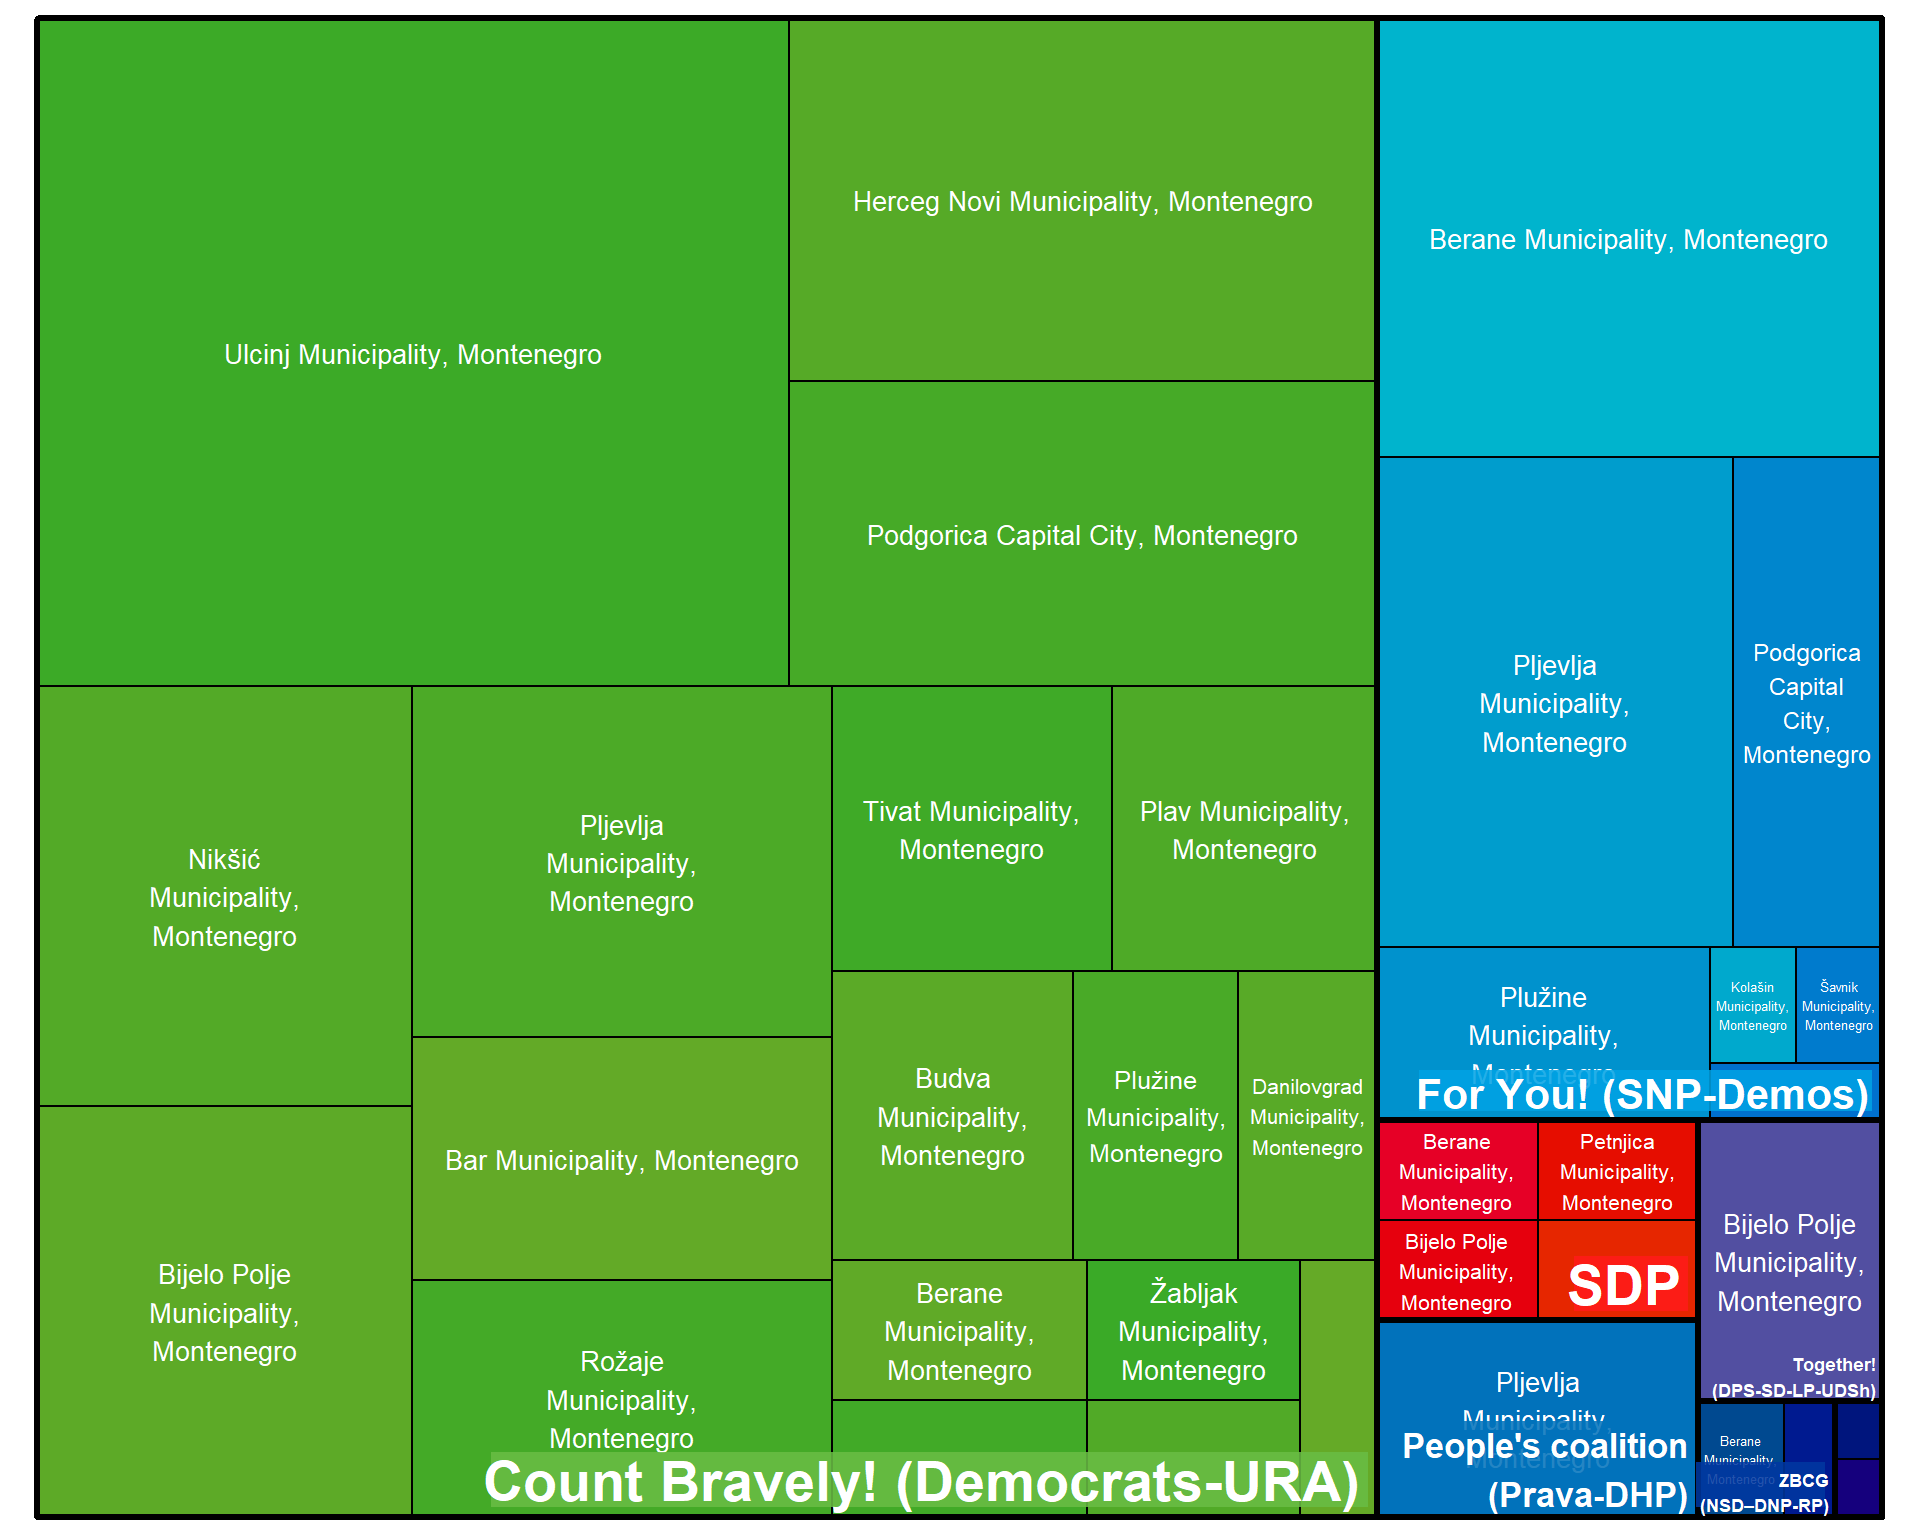 Ulcinj Municipality, Montenegro
Herceg Novi Municipality, Montenegro
Podgorica Capital City, Montenegro
Nikšić
Municipality,
Montenegro
Bijelo Polje
Municipality,
Montenegro
Pljevlja
Municipality,
Montenegro
Bar Municipality, Montenegro
Rožaje
Municipality,
Montenegro
Tivat Municipality,
Montenegro
Plav Municipality,
Montenegro
Budva
Municipality,
Montenegro
Plužine
Municipality,
Montenegro
Danilovgrad
Municipality,
Montenegro
Berane
Municipality,
Montenegro
Žabljak
Municipality,
Montenegro
Count Bravely! (Democrats-URA)
Berane Municipality, Montenegro
Pljevlja
Municipality,
Montenegro
Podgorica
Capital
City,
Montenegro
Plužine
Municipality,
Montenegro
Kolašin
Municipality,
Montenegro
Šavnik
Municipality,
Montenegro
For You! (SNP-Demos)
Berane
Municipality,
Montenegro
Petnjica
Municipality,
Montenegro
Bijelo Polje
Municipality,
Montenegro
SDP
Bijelo Polje
Municipality,
Montenegro
Together!
(DPS-SD-LP-UDSh)
Pljevlja
Municipality,
Montenegro
People's coalition
(Prava-DHP)
Berane
Municipality,
Montenegro
ZBCG
(NSD–DNP-RP)